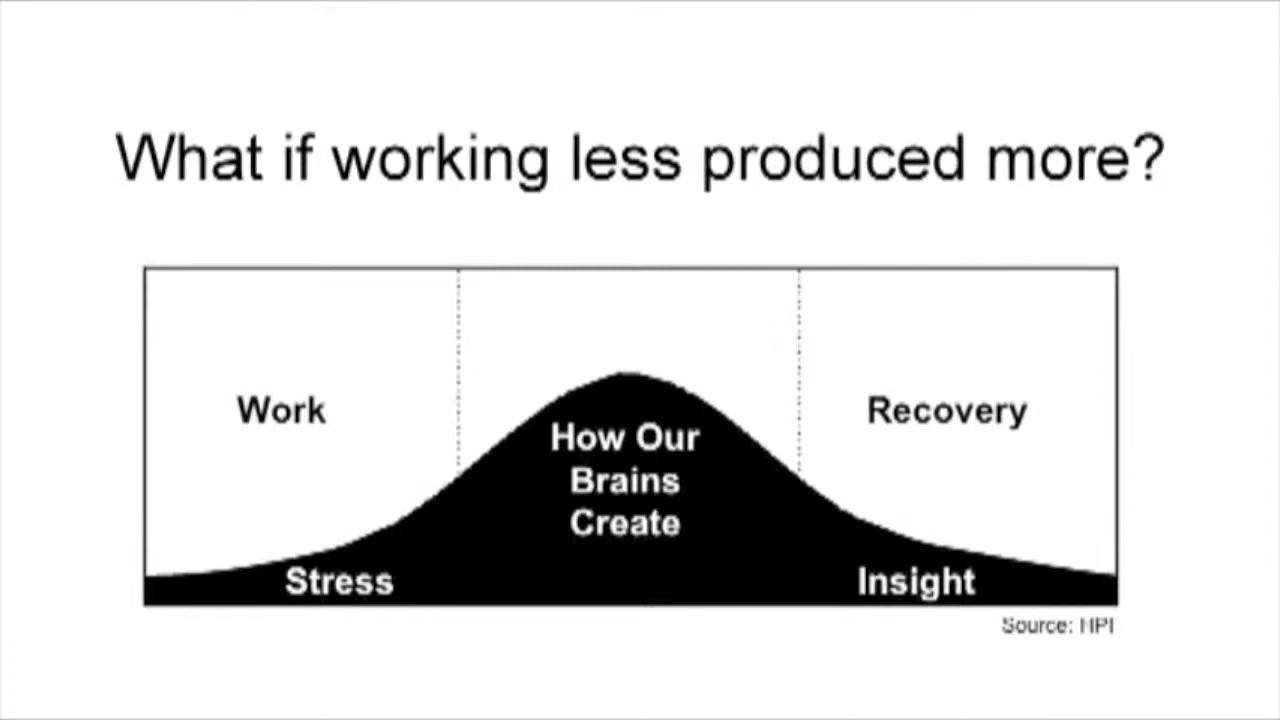 What if working less produced more?
Work
Recovery
How Our
Brains
Create
Stress
Insight
Source: HPI